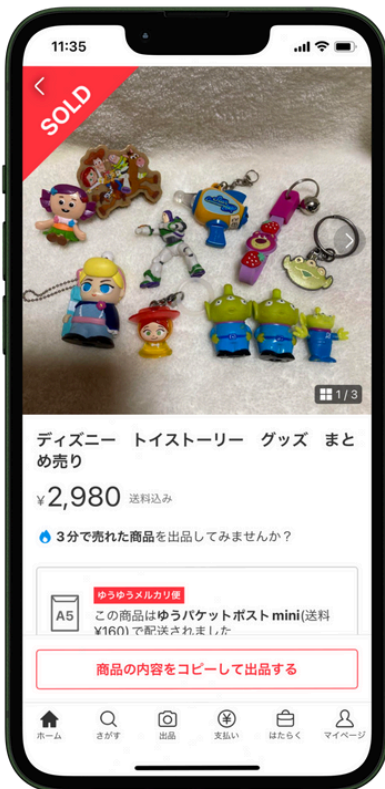 11:35
SOLD
1/3
ディズニー　トイストーリー　グッズ　まと
め売り
¥2,980 送料込み
3分で売れた商品を出品してみませんか？
ゆうゆうメルカリ便
A5
この商品はゆうパケットポストmini(送料
¥160)で配送されました
商品の内容をコピーして出品する
ホーム
さがす
出品
支払い
はたらく
マイページ